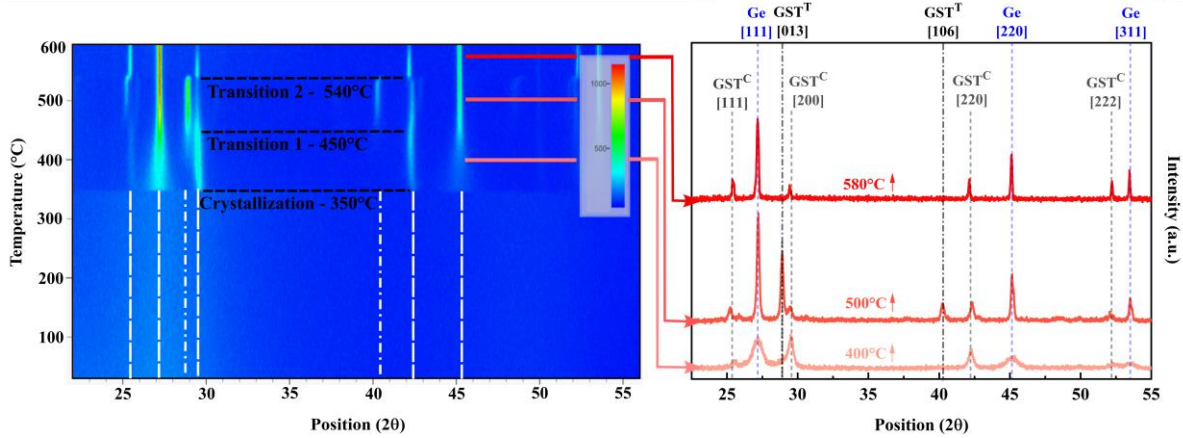 600
500
400
300
200
100
Temperature (°C)
Transition 2 - 540°C
Transition 1 - 450°C
Crystallization - 350°C
1000
500
25
30
35
40
45
50
55
Position (2θ)
Ge
[111]
GST^T
[013]
GST^T
[106]
Ge
[220]
Ge
[311]
GST^C
[111]
GST^C
[200]
GST^C
[220]
GST^C
[222]
580°C ↑
500°C ↑
400°C ↑
25
30
35
40
45
50
55
Position (2θ)
Intensity (a.u.)